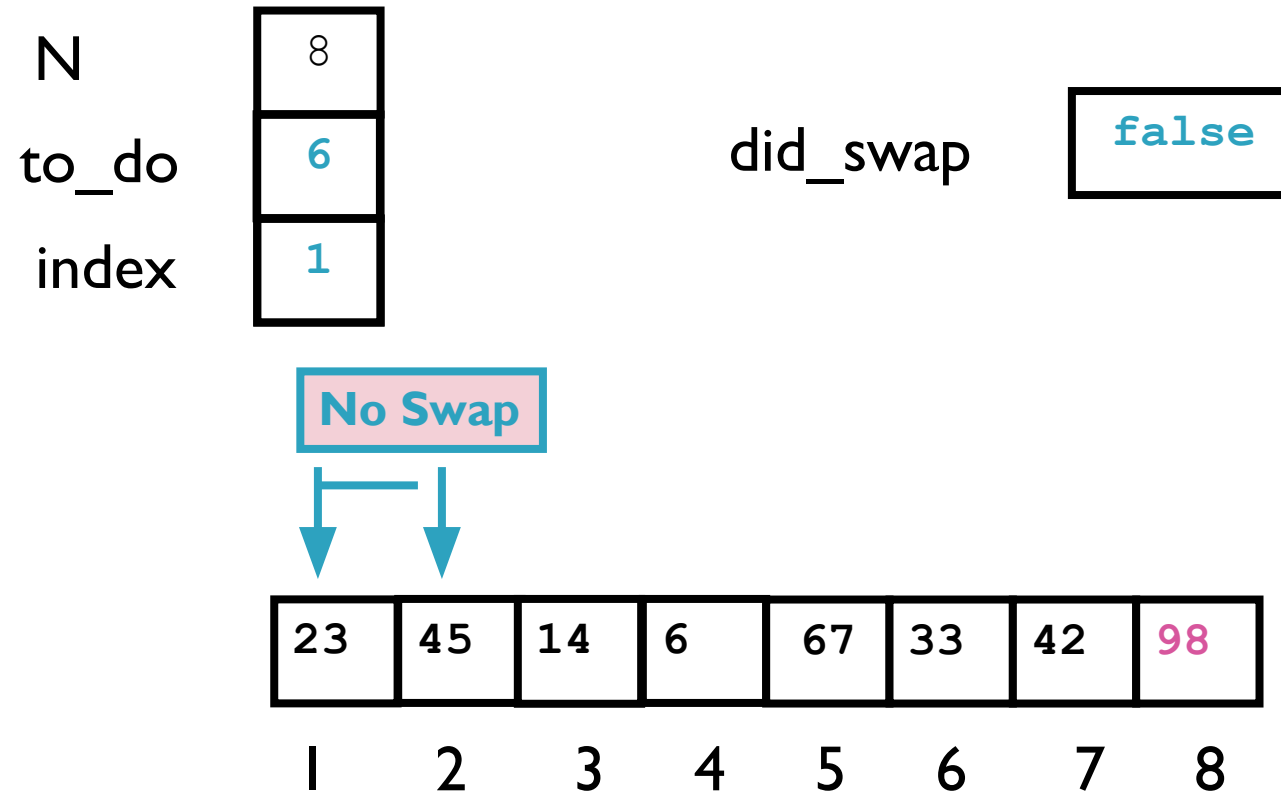 N 8
to_do 6
did_swap false
index 1
No Swap
23 45 14 6 67 33 42 98
1 2 3 4 5 6 7 8